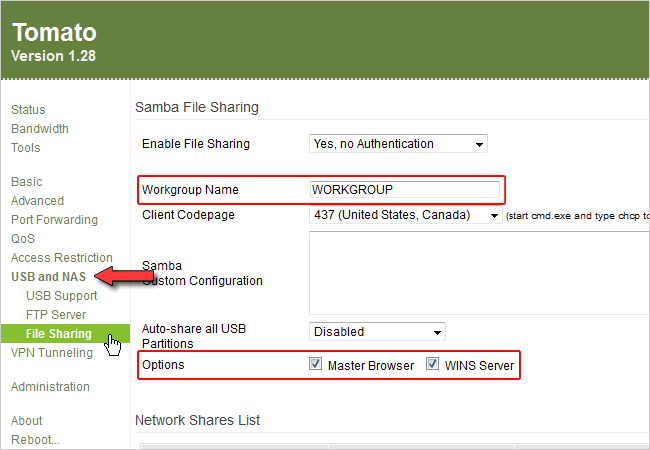 Tomato
Version 1.28
Status
Bandwidth
Tools
Basic
Advanced
Port Forwarding
QoS
Access Restriction
USB and NAS
USB Support
FTP Server
File Sharing
VPN Tunneling
Administration
About
Reboot...
Samba File Sharing
Enable File Sharing Yes, no Authentication
Workgroup Name WORKGROUP
Client Codepage 437 (United States, Canada) (start cmd.exe and type chcp to
Samba
Custom Configuration
Auto-share all USB
Partitions
Disabled
Options Master Browser WINS Server
Network Shares List